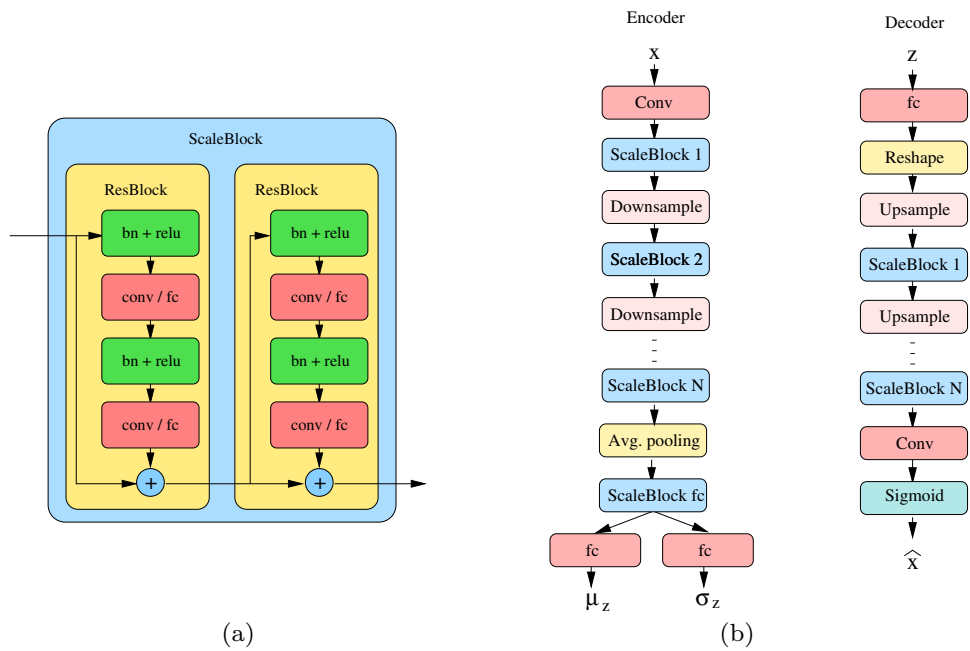 ScaleBlock
ResBlock
bn + relu
conv / fc
bn + relu
conv / fc
+
ResBlock
bn + relu
conv / fc
bn + relu
conv / fc
+
(a)
Encoder
x
Conv
ScaleBlock 1
Downsample
ScaleBlock 2
Downsample
ScaleBlock N
Avg. pooling
ScaleBlock fc
fc
fc
μ z
σ z
Decoder
z
fc
Reshape
Upsample
ScaleBlock 1
Upsample
ScaleBlock N
Conv
Sigmoid
x̂
(b)